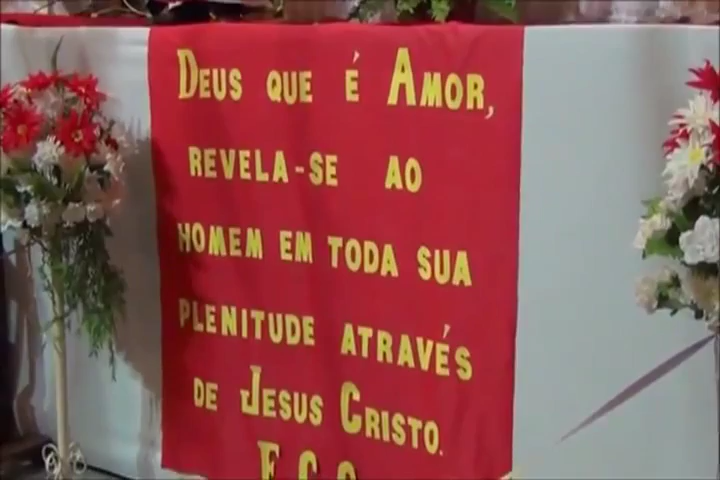 Deus que é Amor,
revela-se ao
homem em toda sua
plenitude através
de Jesus Cristo.